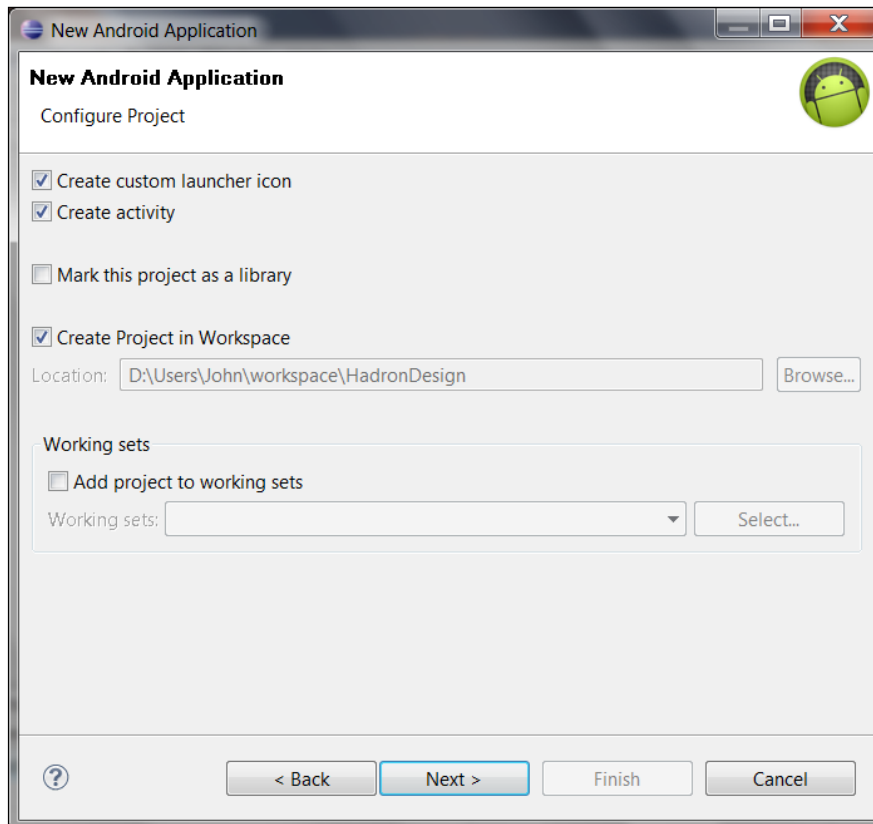 New Android Application
New Android Application
Configure Project
Create custom launcher icon
Create activity
Mark this project as a library
Create Project in Workspace
Location: D:\Users\John\workspace\HadronDesign Browse...
Working sets
Add project to working sets
Working sets: Select...
? < Back Next > Finish Cancel